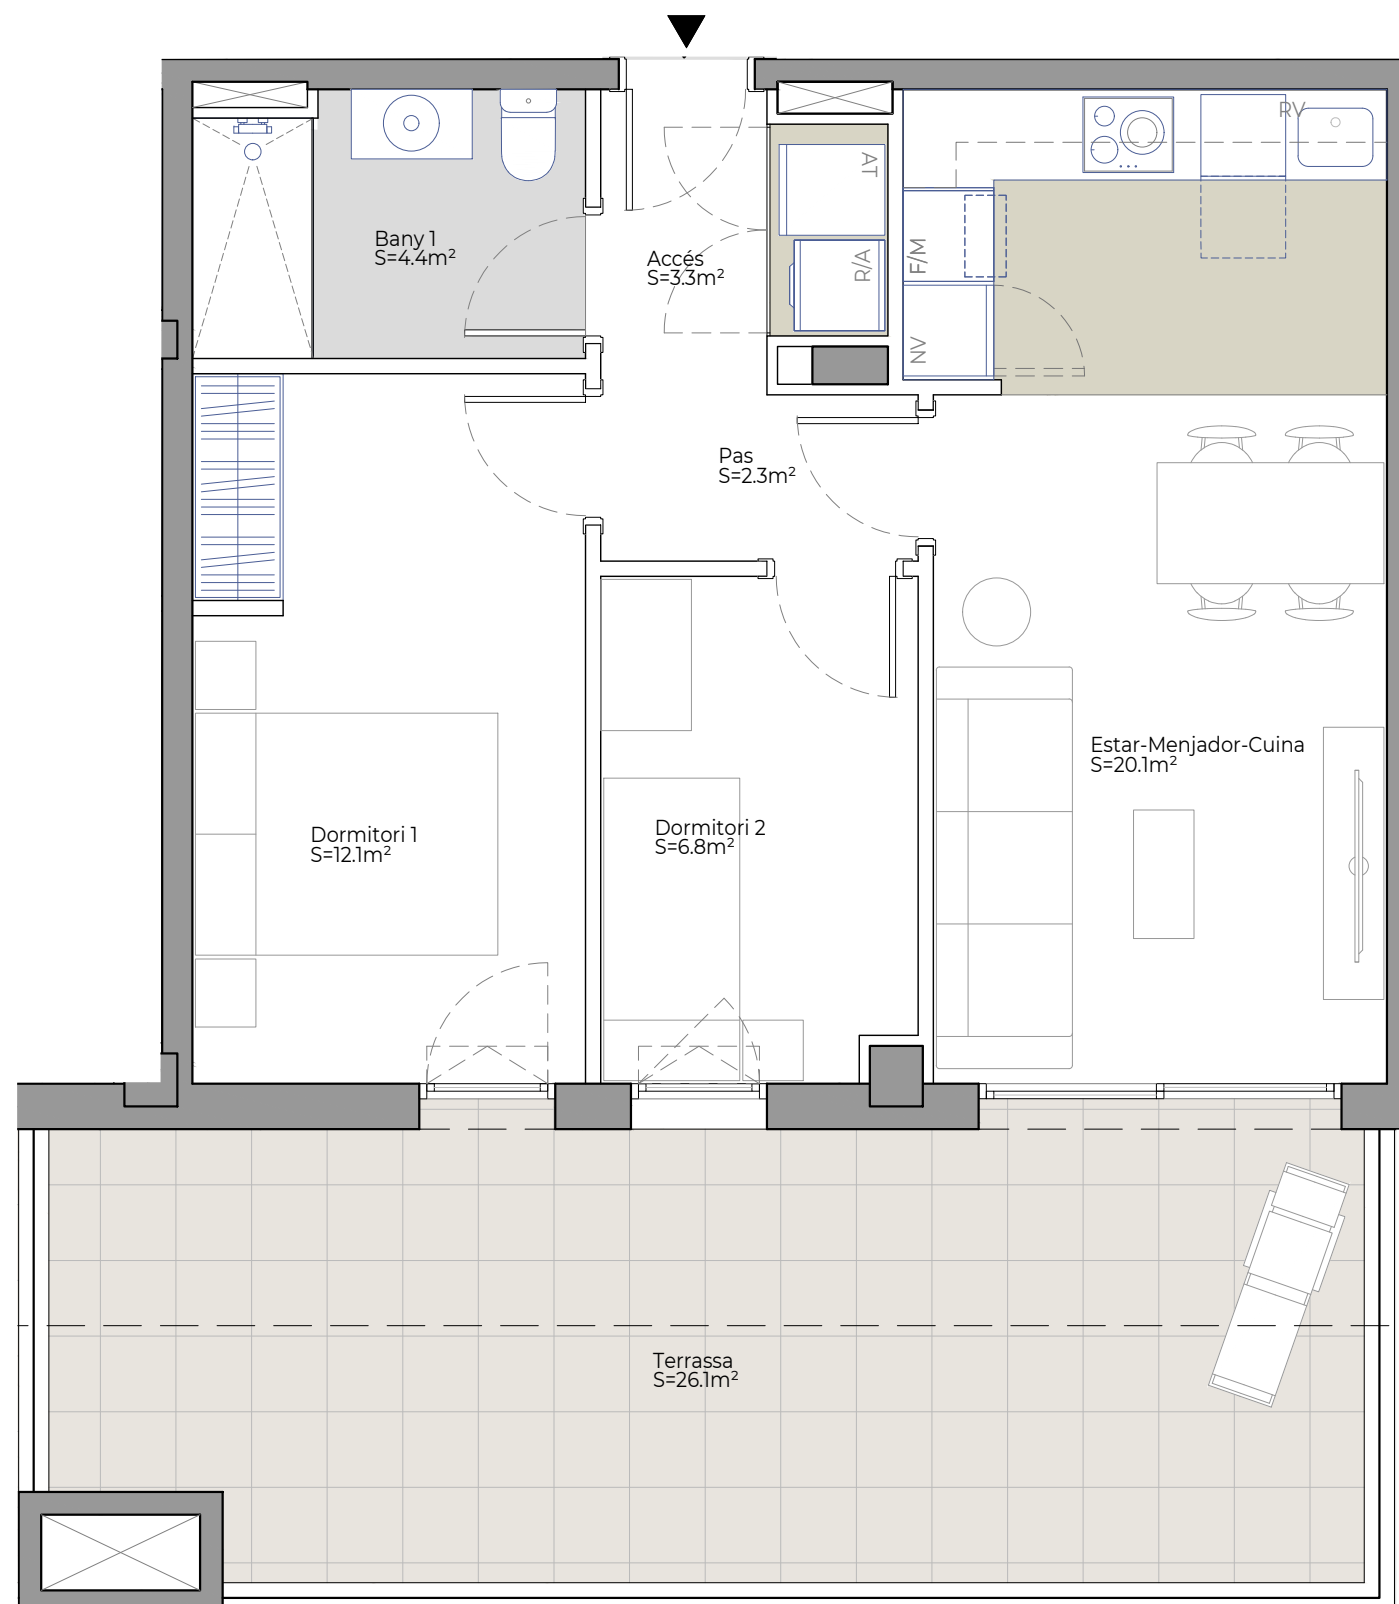 RV
AT
Bany 1
S=4.4m²
Accés
S=3.3m²
R/A
F/M
NV
Pas
S=2.3m²
Estar-Menjador-Cuina
S=20.1m²
Dormitori 1
S=12.1m²
Dormitori 2
S=6.8m²
Terrassa
S=26.1m²